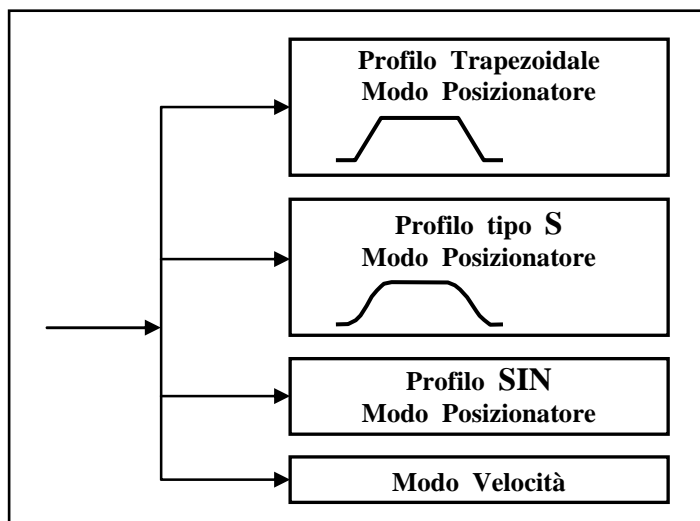 Profilo Trapezoidale
Modo Posizionatore
Profilo tipo S
Modo Posizionatore
Profilo SIN
Modo Posizionatore
Modo Velocità